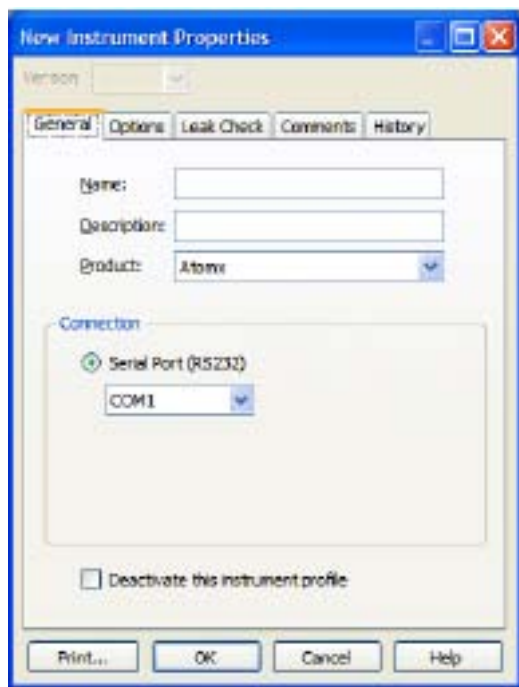 New Instrument Properties
Version
General Options Leak Check Comments History
Name:
Description:
Product: Atomx
Connection
Serial Port (RS232)
COM1
Deactivate this instrument profile
Print... OK Cancel Help